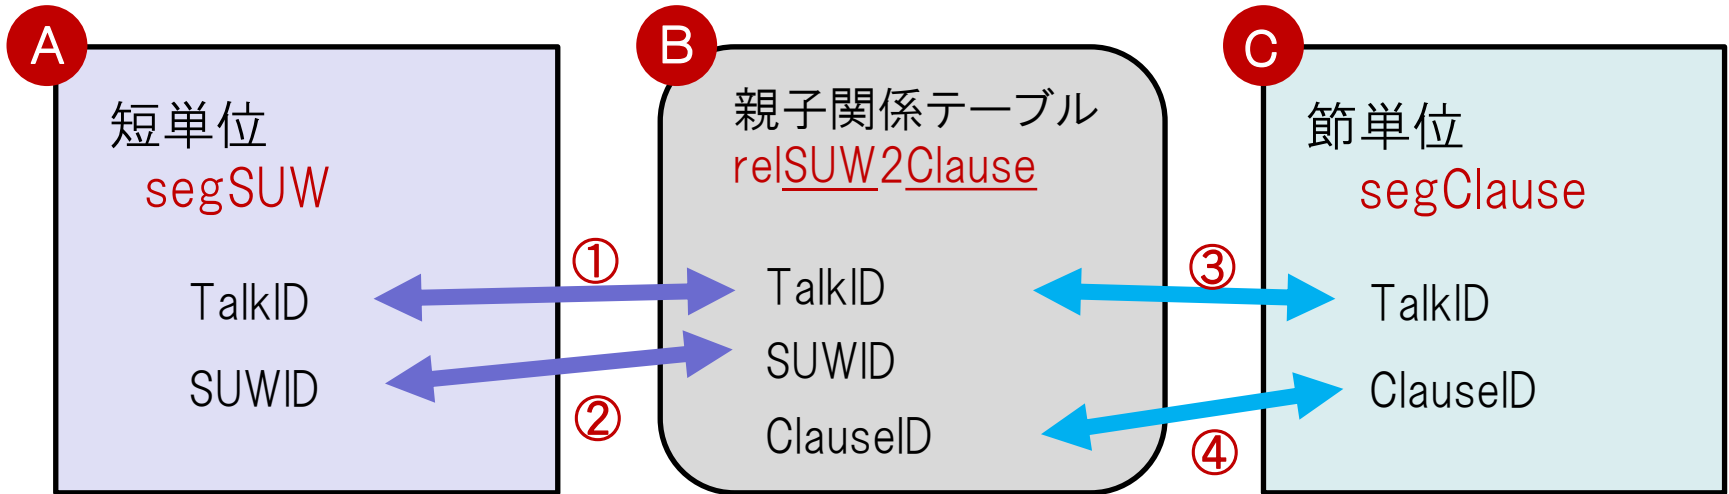 A
短単位
segSUW
TalkID
SUWID
①
②
B
親子関係テーブル
relSUW2Clause
TalkID
SUWID
ClauseID
③
④
C
節単位
segClause
TalkID
ClauseID